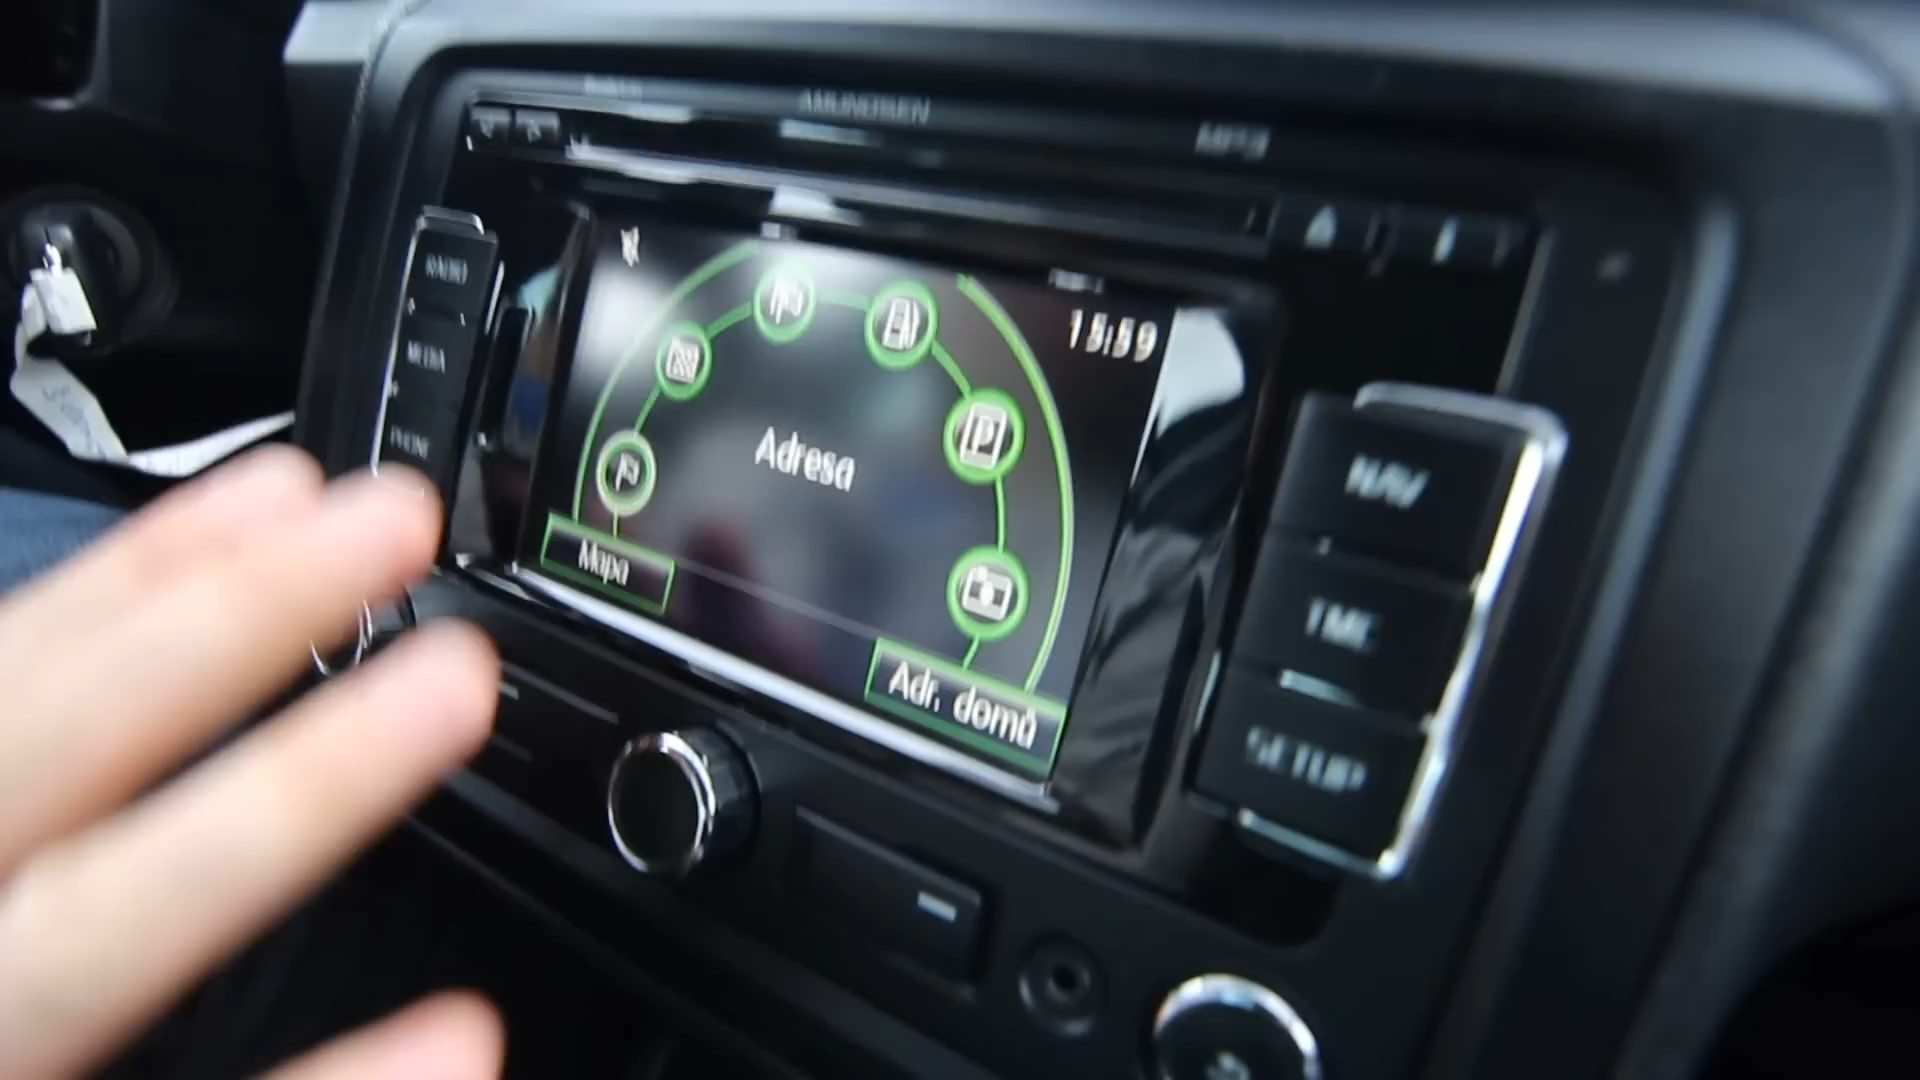 AMUNDSEN
MP3
RADIO
MEDIA
PHONE
15:59
P
Adresa
Mapa
Adr. domů
NAV
TMC
SETUP